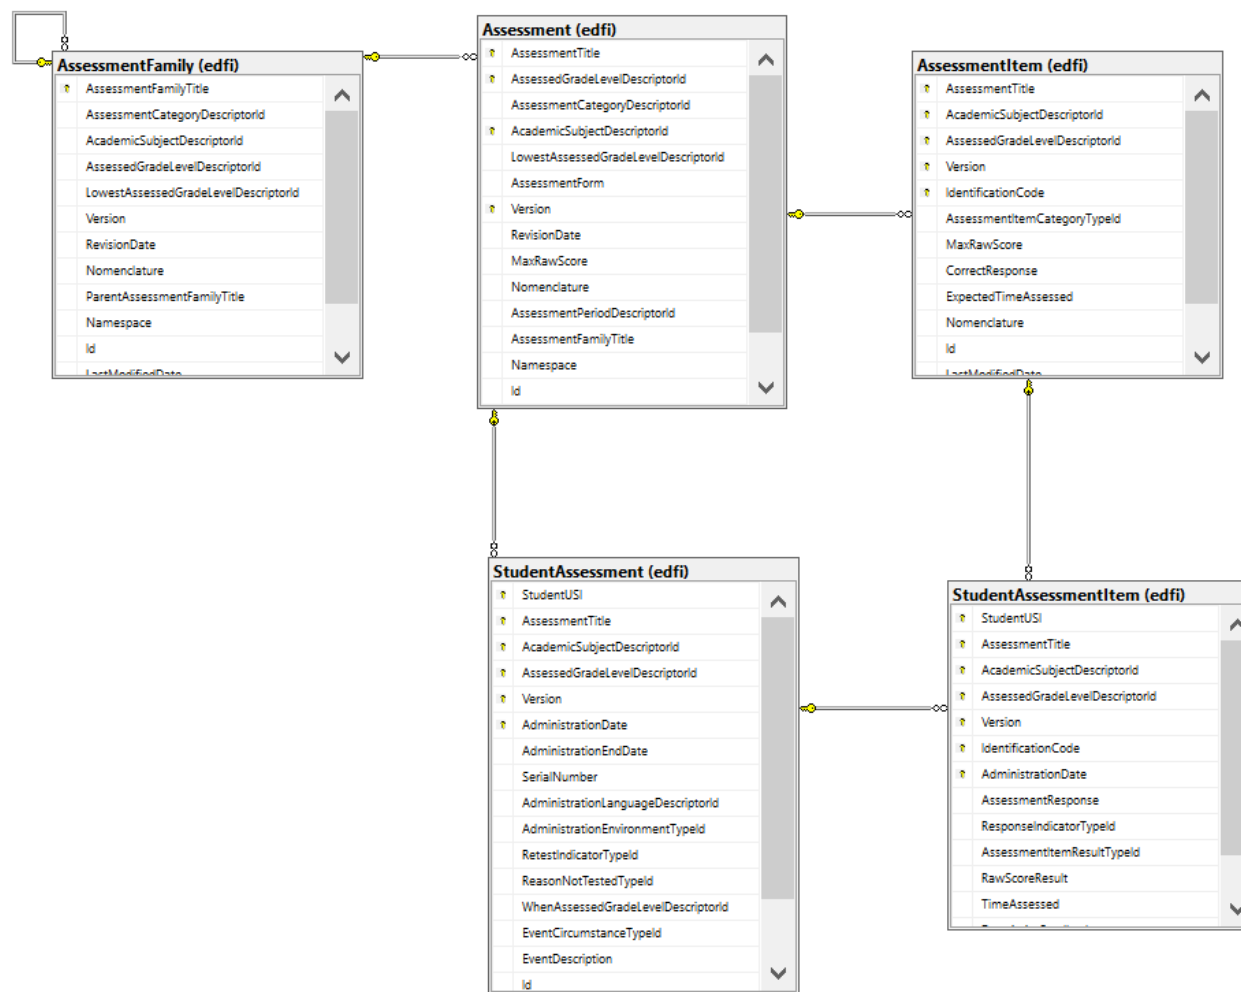 AssessmentFamily (edfi)
AssessmentFamilyTitle
AssessmentCategoryDescriptorId
AcademicSubjectDescriptorId
AssessedGradeLevelDescriptorId
LowestAssessedGradeLevelDescriptorId
Version
RevisionDate
Nomenclature
ParentAssessmentFamilyTitle
Namespace
Id
LastModifiedDate
Assessment (edfi)
AssessmentTitle
AssessedGradeLevelDescriptorId
AssessmentCategoryDescriptorId
AcademicSubjectDescriptorId
LowestAssessedGradeLevelDescriptorId
AssessmentForm
Version
RevisionDate
MaxRawScore
Nomenclature
AssessmentPeriodDescriptorId
AssessmentFamilyTitle
Namespace
Id
AssessmentItem (edfi)
AssessmentTitle
AcademicSubjectDescriptorId
AssessedGradeLevelDescriptorId
Version
IdentificationCode
AssessmentItemCategoryTypeId
MaxRawScore
CorrectResponse
ExpectedTimeAssessed
Nomenclature
Id
LastModifiedDate
StudentAssessment (edfi)
StudentUSI
AssessmentTitle
AcademicSubjectDescriptorId
AssessedGradeLevelDescriptorId
Version
AdministrationDate
AdministrationEndDate
SerialNumber
AdministrationLanguageDescriptorId
AdministrationEnvironmentTypeId
RetestIndicatorTypeId
ReasonNotTestedTypeId
WhenAssessedGradeLevelDescriptorId
EventCircumstanceTypeId
EventDescription
Id
StudentAssessmentItem (edfi)
StudentUSI
AssessmentTitle
AcademicSubjectDescriptorId
AssessedGradeLevelDescriptorId
Version
IdentificationCode
AdministrationDate
AssessmentResponse
ResponseIndicatorTypeId
AssessmentItemResultTypeId
RawScoreResult
TimeAssessed